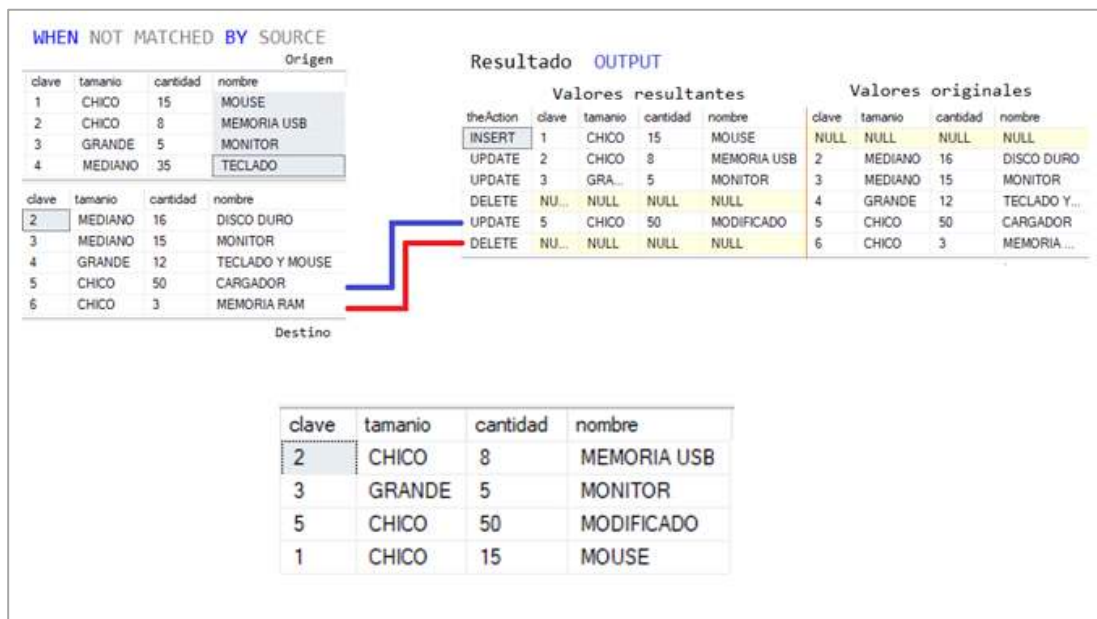 WHEN NOT MATCHED BY SOURCE
Origen
clave tamanio cantidad nombre
1 CHICO 15 MOUSE
2 CHICO 8 MEMORIA USB
3 GRANDE 5 MONITOR
4 MEDIANO 35 TECLADO
clave tamanio cantidad nombre
2 MEDIANO 16 DISCO DURO
3 MEDIANO 15 MONITOR
4 GRANDE 12 TECLADO Y MOUSE
5 CHICO 50 CARGADOR
6 CHICO 3 MEMORIA RAM
Destino
Resultado OUTPUT
Valores resultantes Valores originales
theAction clave tamanio cantidad nombre clave tamanio cantidad nombre
INSERT 1 CHICO 15 MOUSE NULL NULL NULL NULL
UPDATE 2 CHICO 8 MEMORIA USB 2 MEDIANO 16 DISCO DURO
UPDATE 3 GRA... 5 MONITOR 3 MEDIANO 15 MONITOR
DELETE NU... NULL NULL NULL 4 GRANDE 12 TECLADO Y...
UPDATE 5 CHICO 50 MODIFICADO 5 CHICO 50 CARGADOR
DELETE NU... NULL NULL NULL 6 CHICO 3 MEMORIA ...
clave tamanio cantidad nombre
2 CHICO 8 MEMORIA USB
3 GRANDE 5 MONITOR
5 CHICO 50 MODIFICADO
1 CHICO 15 MOUSE